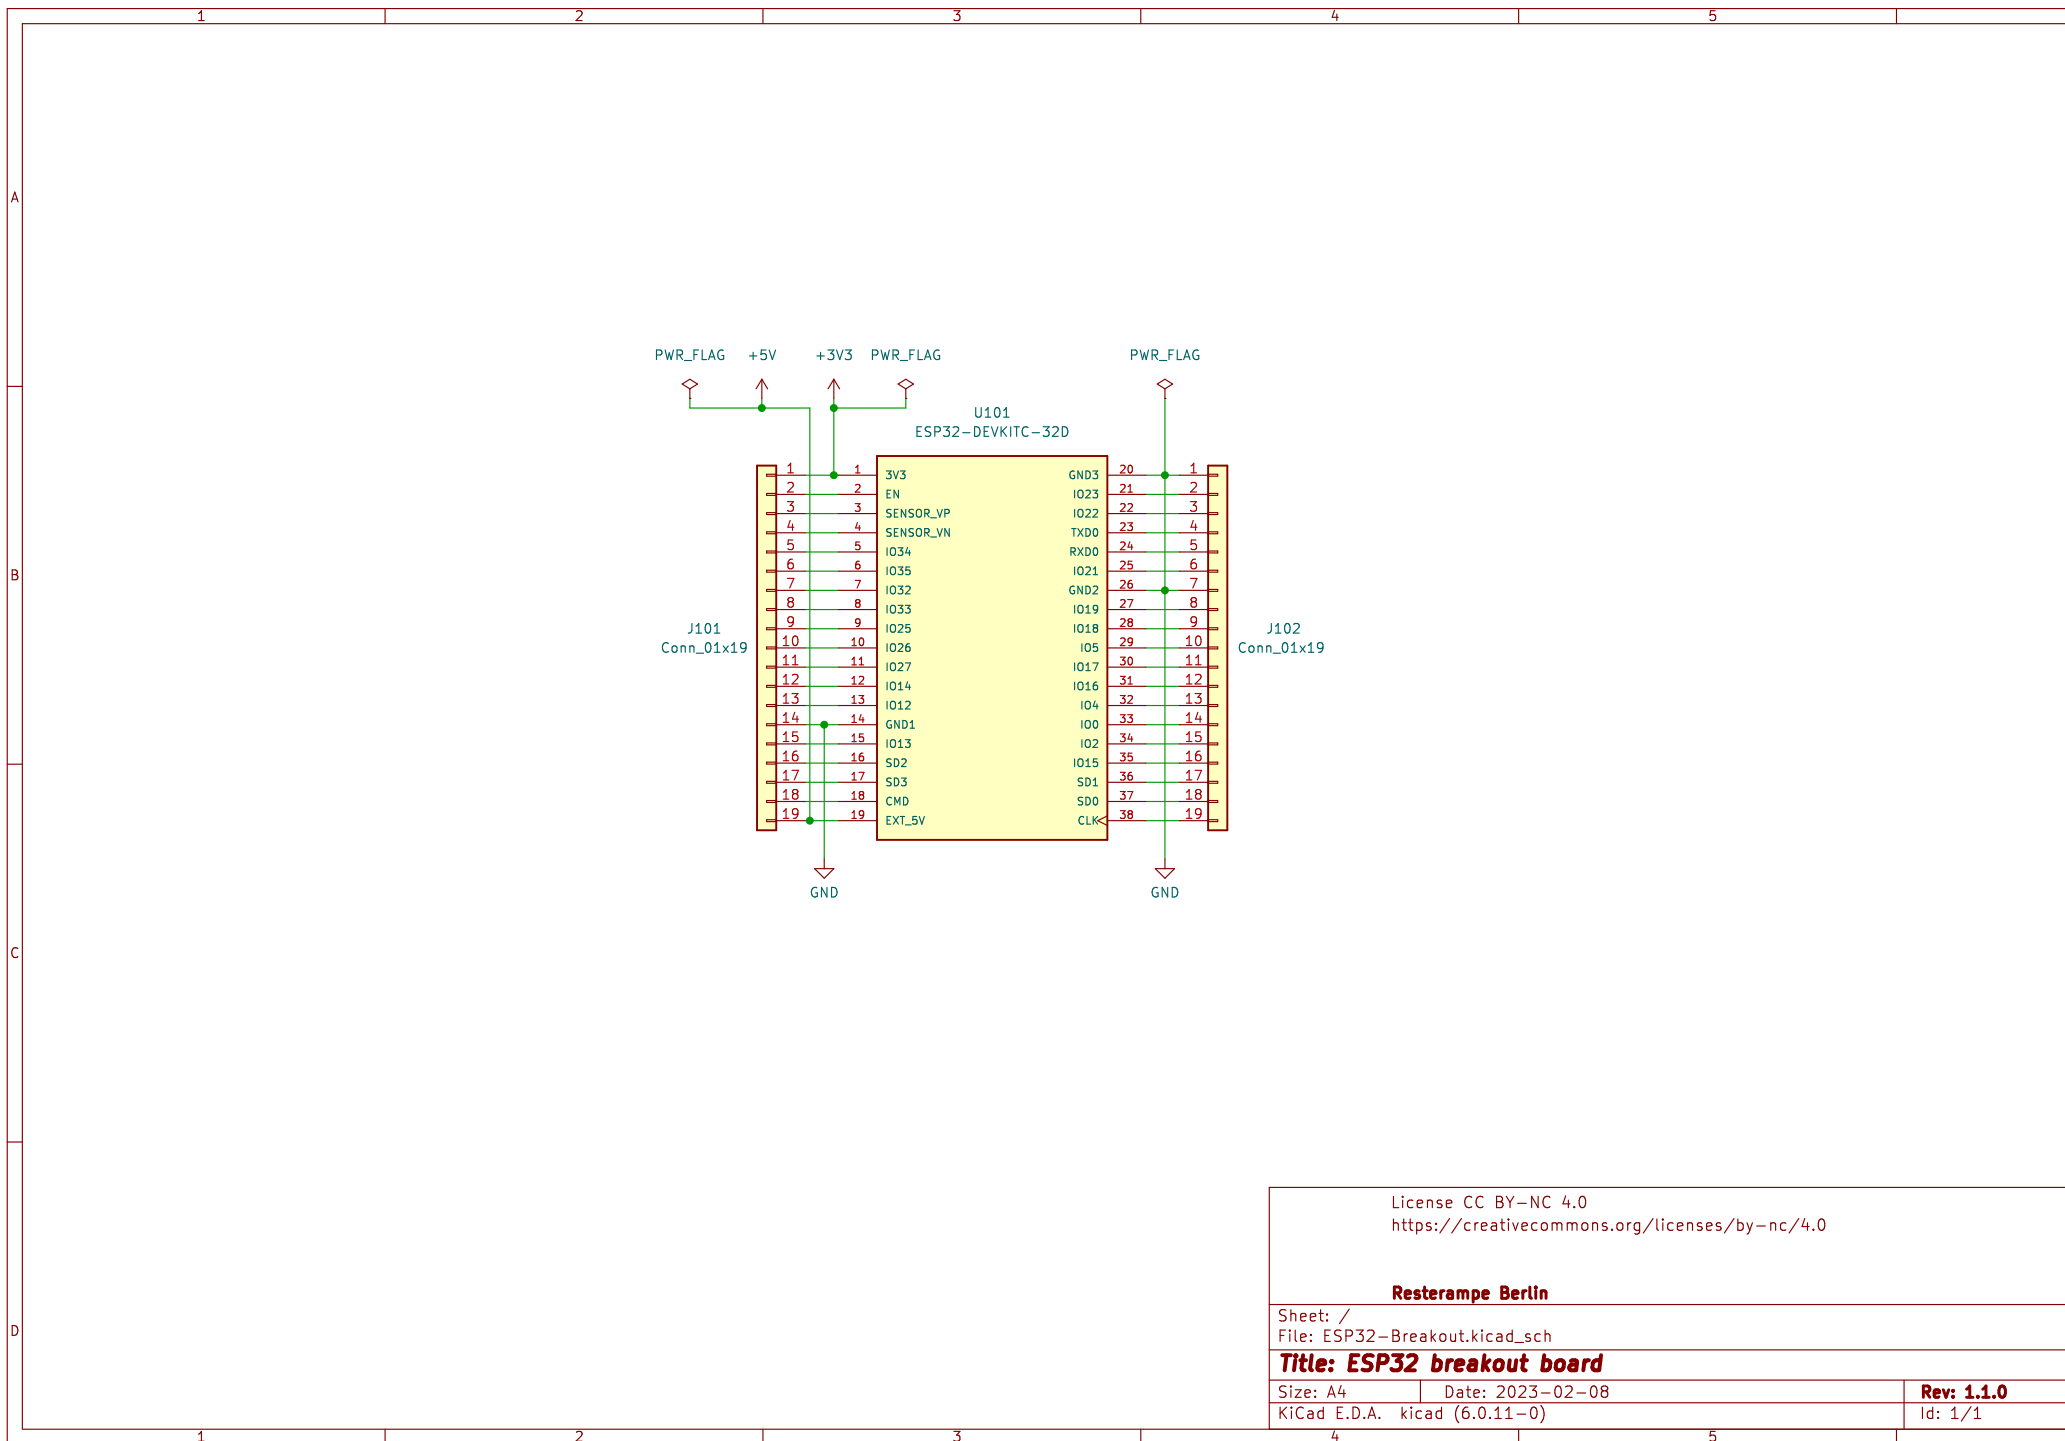 1 2 3 4 5
A
B
C
D
PWR_FLAG +5V +3V3 PWR_FLAG PWR_FLAG
U101
ESP32-DEVKITC-32D
1 1 3V3 GND3 20 1
2 2 EN IO23 21 2
3 3 SENSOR_VP IO22 22 3
4 4 SENSOR_VN TXD0 23 4
5 5 IO34 RXD0 24 5
6 6 IO35 IO21 25 6
7 7 IO32 GND2 26 7
8 8 IO33 IO19 27 8
9 9 IO25 IO18 28 9
10 10 IO26 IO5 29 10
11 11 IO27 IO17 30 11
12 12 IO14 IO16 31 12
13 13 IO12 IO4 32 13
14 14 GND1 IO0 33 14
15 15 IO13 IO2 34 15
16 16 SD2 IO15 35 16
17 17 SD3 SD1 36 17
18 18 CMD SD0 37 18
19 19 EXT_5V CLK 38 19
J101
Conn_01x19
J102
Conn_01x19
GND GND
License CC BY-NC 4.0
https://creativecommons.org/licenses/by-nc/4.0
Resterampe Berlin
Sheet: /
File: ESP32-Breakout.kicad_sch
Title: ESP32 breakout board
Size: A4 Date: 2023-02-08 Rev: 1.1.0
KiCad E.D.A. kicad (6.0.11-0) Id: 1/1
1 2 3 4 5